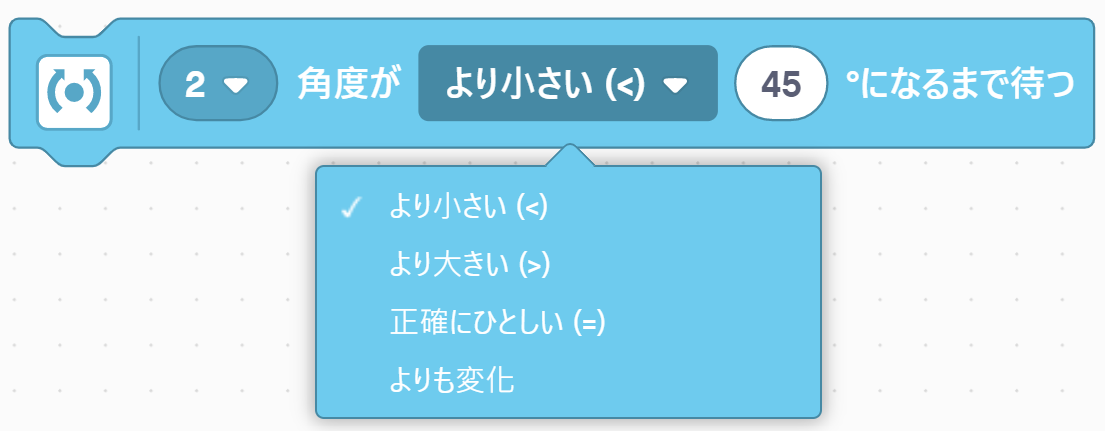 2 角度が より小さい (<) 45 °になるまで待つ
より小さい (<)
より大きい (>)
正確にひとしい (=)
よりも変化